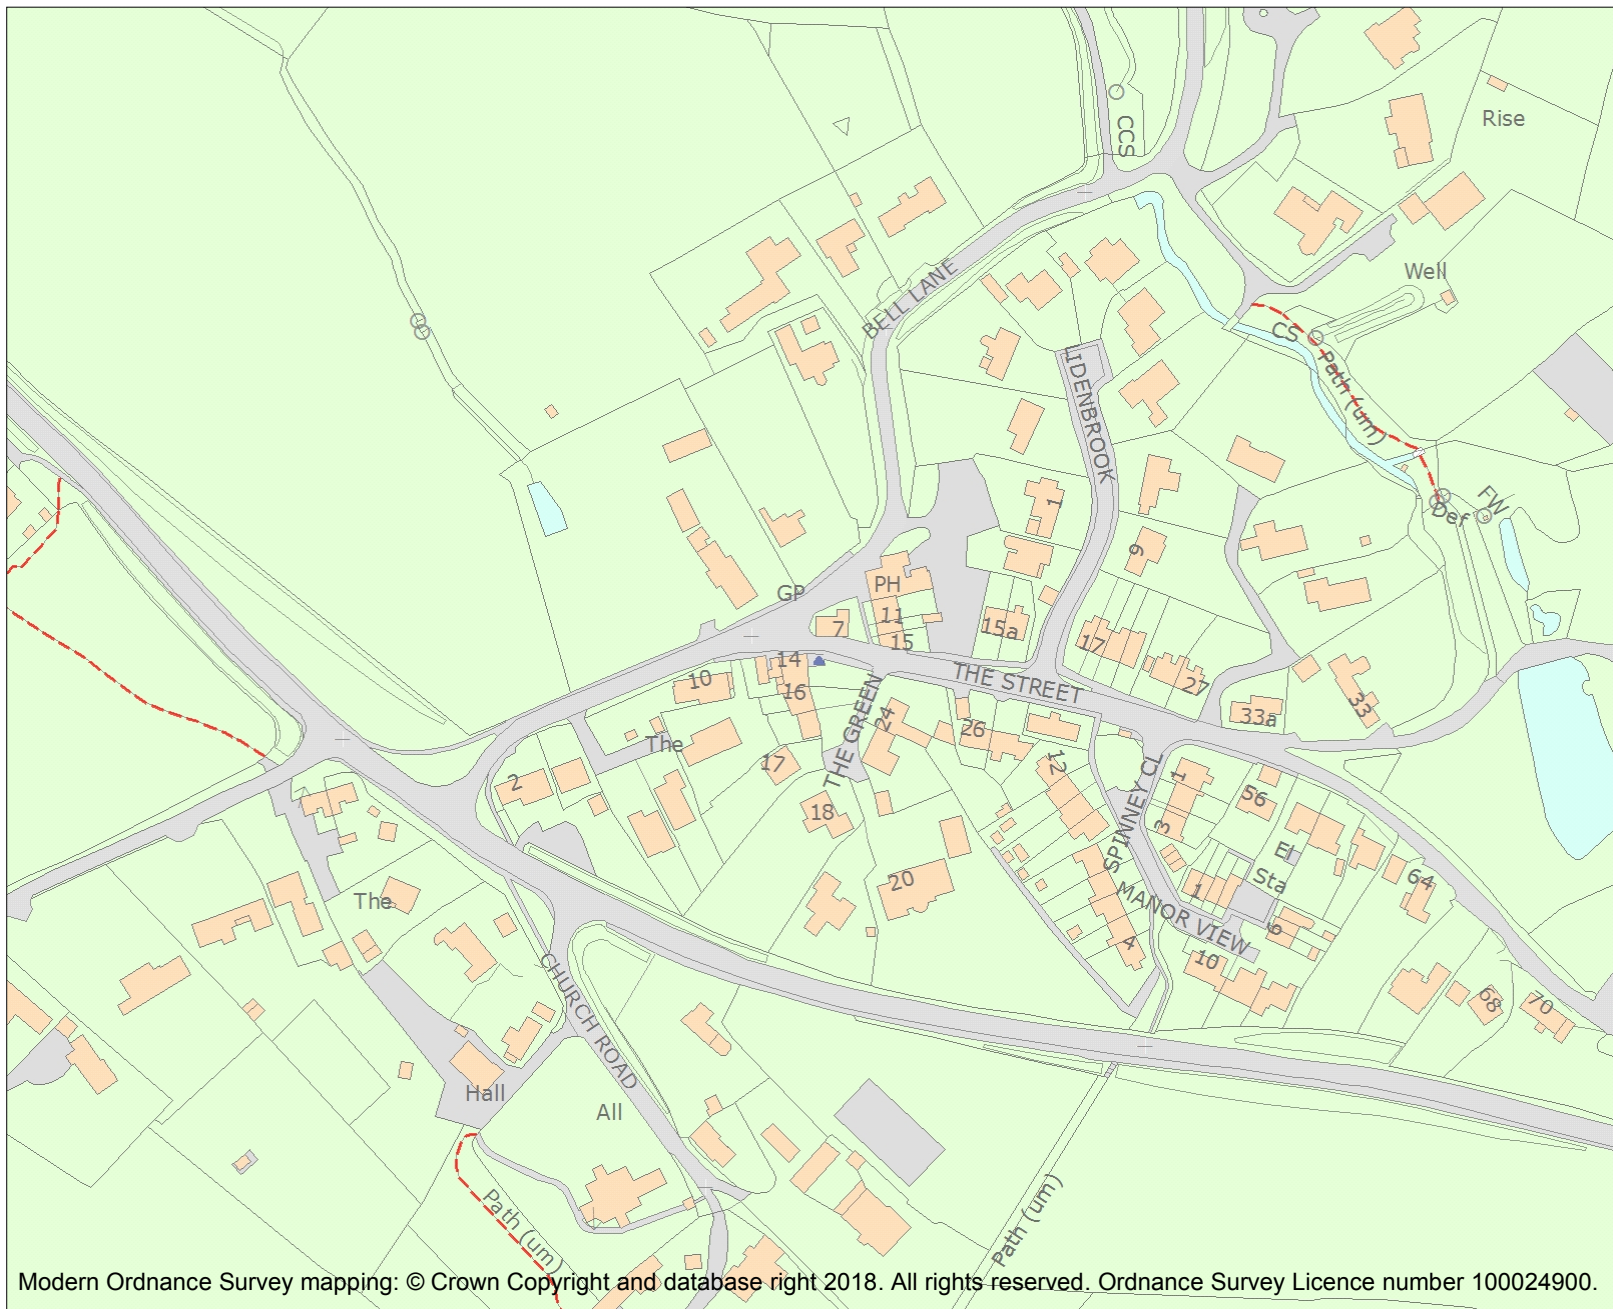 CCS
Rise
Well
BELL LANE
CS
Path (um)
LIDENBROOK
FW
Def
1
9
GP
PH
11
7
15
15a
17
27
14
10
16
THE STREET
THE GREEN
24
26
33a
33
The
17
12
SPINNEY CL
1
3
56
2
18
20
El
Sta
64
The
1
MANOR VIEW
6
4
10
68
70
CHURCH ROAD
Hall
All
Path (um)
Path (um)
Modern Ordnance Survey mapping: © Crown Copyright and database right 2018. All rights reserved. Ordnance Survey Licence number 100024900.